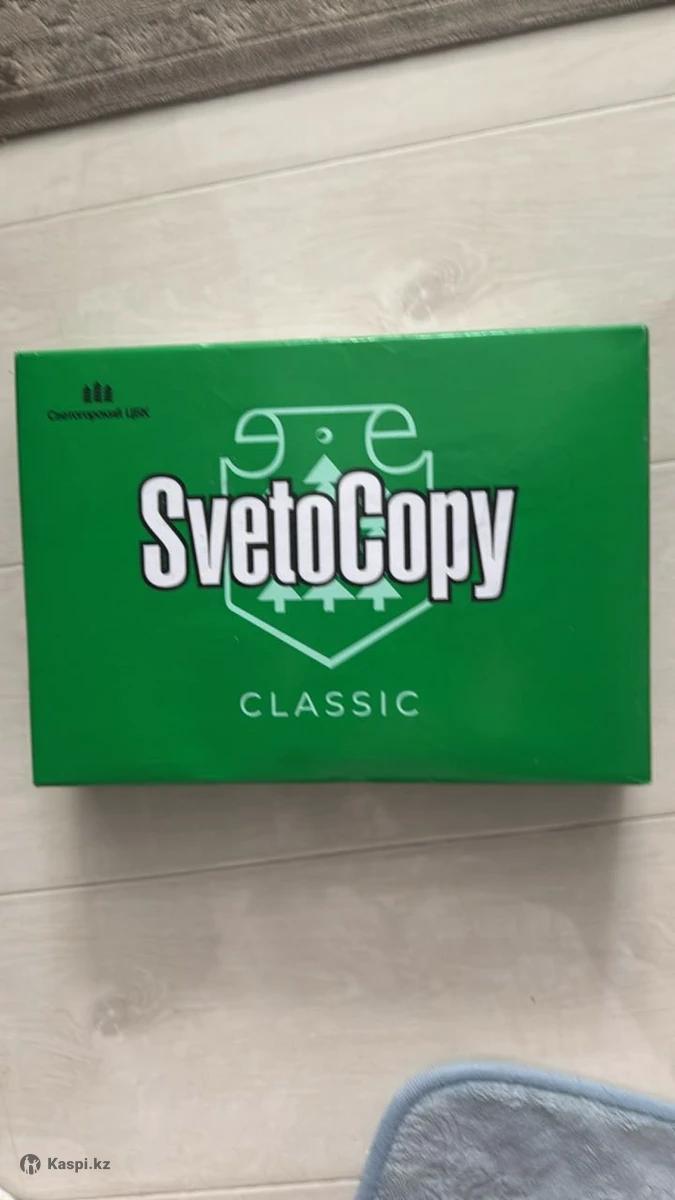 Светогорский ЦБК
SvetoCopy
CLASSIC
Kaspi.kz